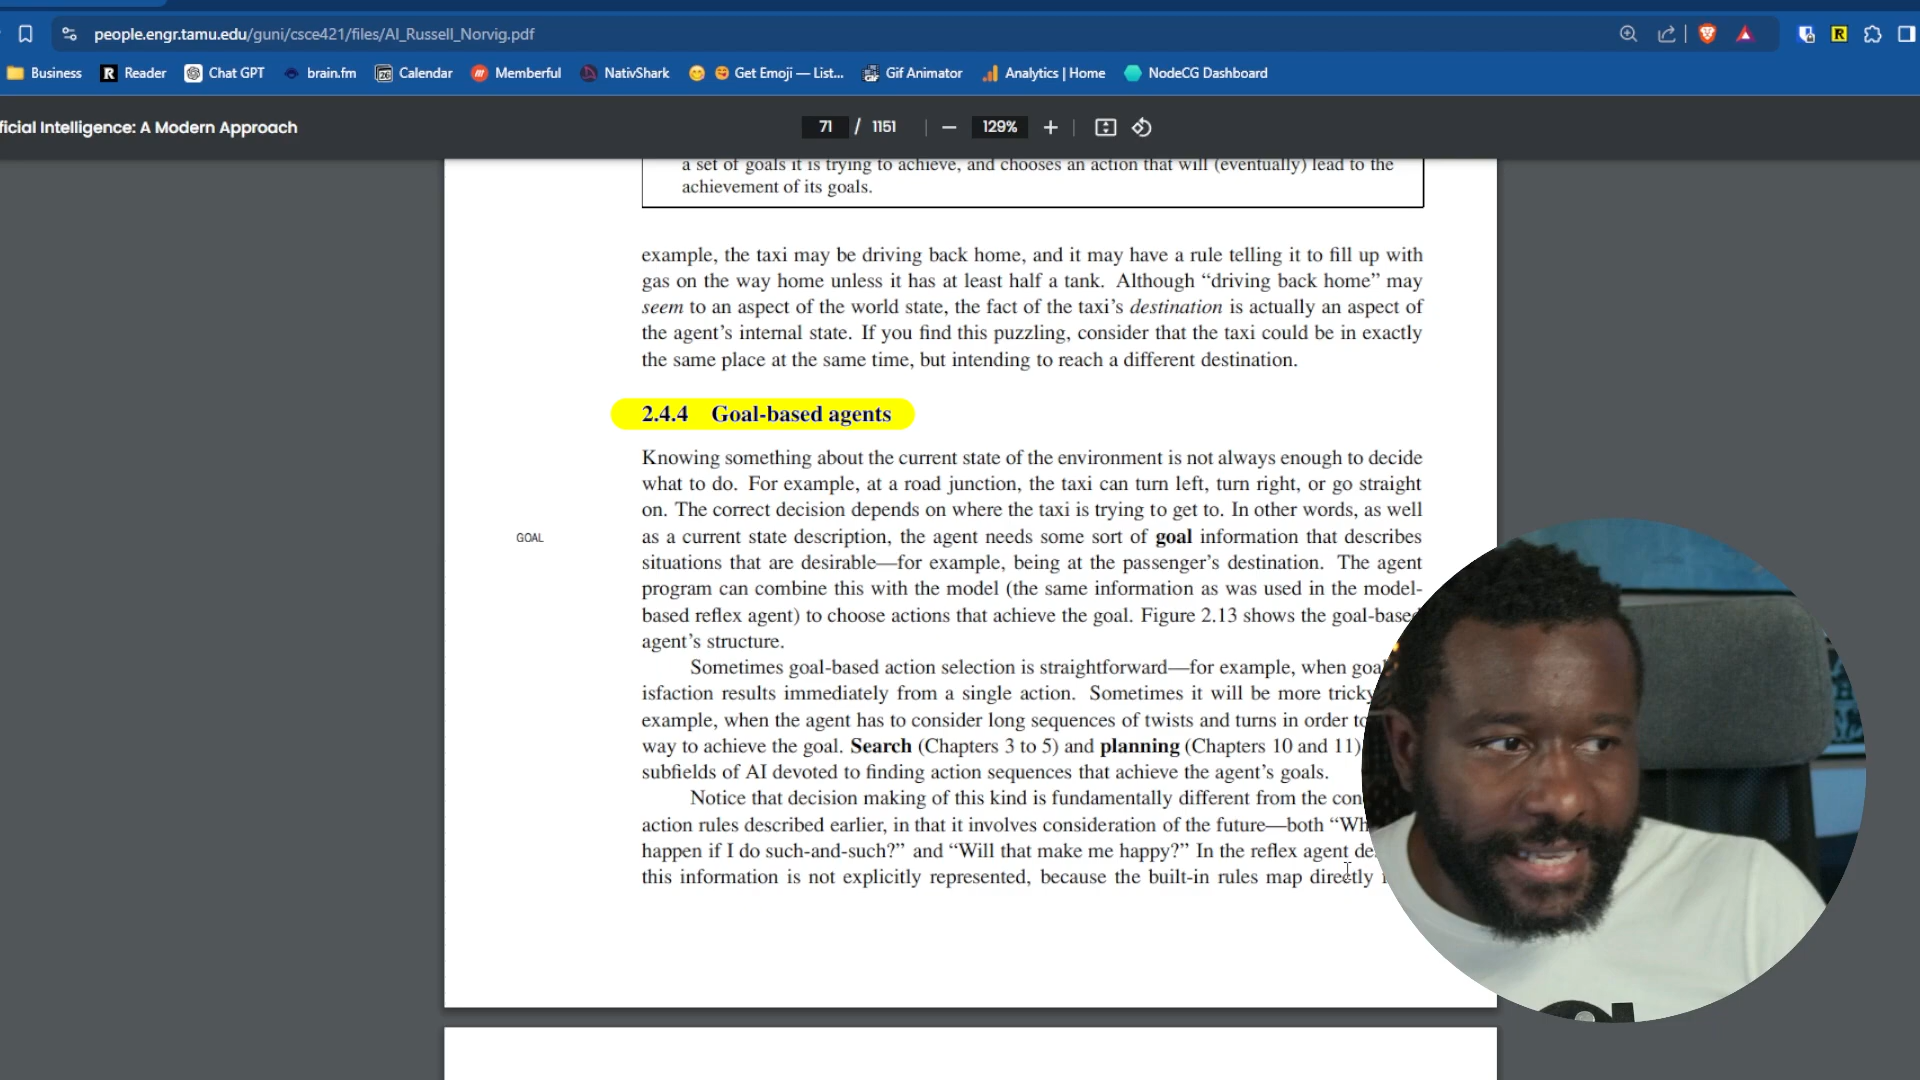 people.engr.tamu.edu/guni/csce421/files/AI_Russell_Norvig.pdf
Business Reader Chat GPT brain.fm Calendar Memberful NativShark Get Emoji — List... Gif Animator Analytics | Home NodeCG Dashboard
ficial Intelligence: A Modern Approach 71 / 1151 129%
a set of goals it is trying to achieve, and chooses an action that will (eventually) lead to the
achievement of its goals.
example, the taxi may be driving back home, and it may have a rule telling it to fill up with
gas on the way home unless it has at least half a tank. Although “driving back home” may
seem to an aspect of the world state, the fact of the taxi’s destination is actually an aspect of
the agent’s internal state. If you find this puzzling, consider that the taxi could be in exactly
the same place at the same time, but intending to reach a different destination.
2.4.4 Goal-based agents
Knowing something about the current state of the environment is not always enough to decide
what to do. For example, at a road junction, the taxi can turn left, turn right, or go straight
on. The correct decision depends on where the taxi is trying to get to. In other words, as well
GOAL
as a current state description, the agent needs some sort of goal information that describes
situations that are desirable—for example, being at the passenger’s destination. The agent
program can combine this with the model (the same information as was used in the model-
based reflex agent) to choose actions that achieve the goal. Figure 2.13 shows the goal-based
agent’s structure.
Sometimes goal-based action selection is straightforward—for example, when goal
isfaction results immediately from a single action. Sometimes it will be more tricky
example, when the agent has to consider long sequences of twists and turns in order to
way to achieve the goal. Search (Chapters 3 to 5) and planning (Chapters 10 and 11)
subfields of AI devoted to finding action sequences that achieve the agent’s goals.
Notice that decision making of this kind is fundamentally different from the con
action rules described earlier, in that it involves consideration of the future—both “Wh
happen if I do such-and-such?” and “Will that make me happy?” In the reflex agent de
this information is not explicitly represented, because the built-in rules map directly